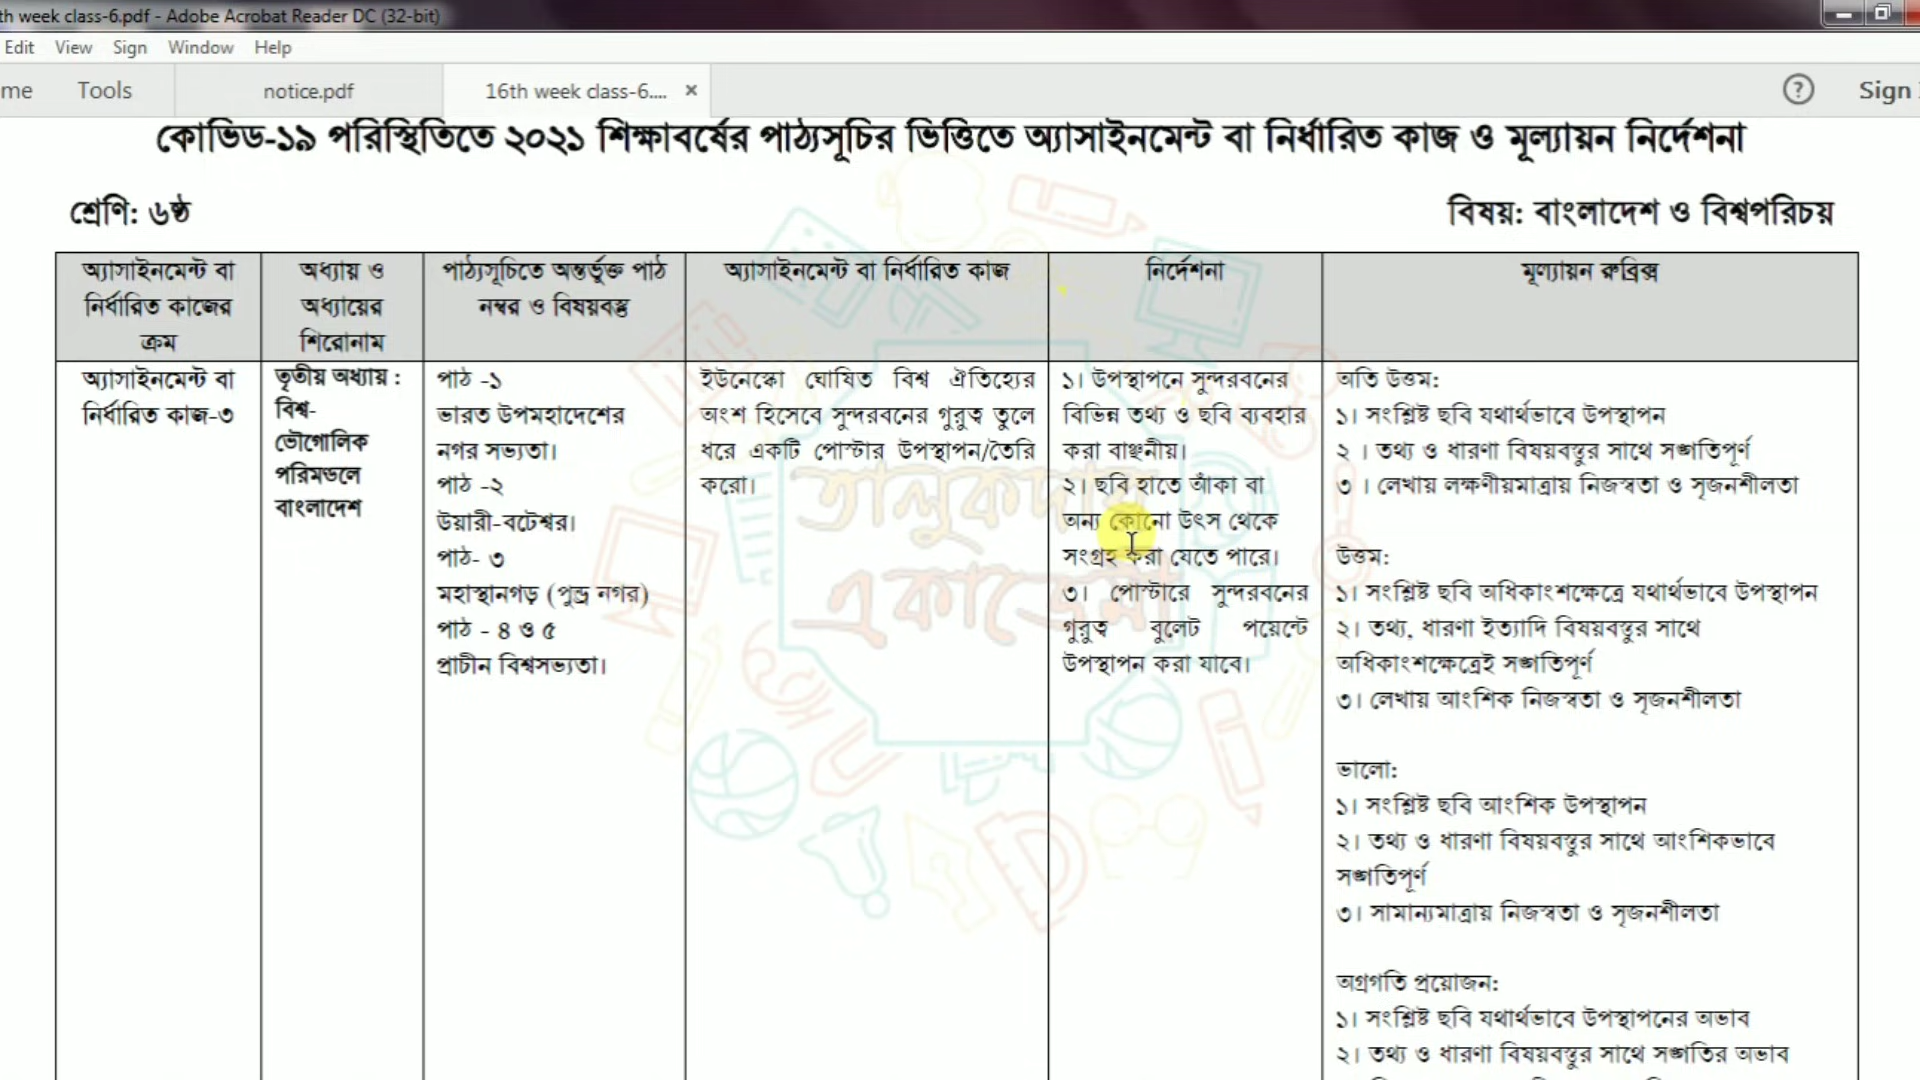 th week class-6.pdf - Adobe Acrobat Reader DC (32-bit)
Edit View Sign Window Help
me Tools notice.pdf 16th week class-6.... × ? Sign
কোভিড-১৯ পরিস্থিতিতে ২০২১ শিক্ষাবর্ষের পাঠ্যসূচির ভিত্তিতে অ্যাসাইনমেন্ট বা নির্ধারিত কাজ ও মূল্যায়ন নির্দেশনা
শ্রেণি: ৬ষ্ঠ
বিষয়: বাংলাদেশ ও বিশ্বপরিচয়
অ্যাসাইনমেন্ট বা
নির্ধারিত কাজের
ক্রম
অধ্যায় ও
অধ্যায়ের
শিরোনাম
পাঠ্যসূচিতে অন্তর্ভুক্ত পাঠ
নম্বর ও বিষয়বস্তু
অ্যাসাইনমেন্ট বা নির্ধারিত কাজ
নির্দেশনা
মূল্যায়ন রুব্রিক্স
অ্যাসাইনমেন্ট বা
নির্ধারিত কাজ-৩
তৃতীয় অধ্যায় :
বিশ্ব-
ভৌগোলিক
পরিমন্ডলে
বাংলাদেশ
পাঠ -১
ভারত উপমহাদেশের
নগর সভ্যতা।
পাঠ -২
উয়ারী-বটেশ্বর।
পাঠ- ৩
মহাস্থানগড় (পুন্ড্র নগর)
পাঠ - ৪ ও ৫
প্রাচীন বিশ্বসভ্যতা।
ইউনেস্কো ঘোষিত বিশ্ব ঐতিহ্যের
অংশ হিসেবে সুন্দরবনের গুরুত্ব তুলে
ধরে একটি পোস্টার উপস্থাপন/তৈরি
করো।
১। উপস্থাপনে সুন্দরবনের
বিভিন্ন তথ্য ও ছবি ব্যবহার
করা বাঞ্ছনীয়।
২। ছবি হাতে আঁকা বা
অন্য কোনো উৎস থেকে
সংগ্রহ করা যেতে পারে।
৩। পোস্টারে সুন্দরবনের
গুরুত্ব বুলেট পয়েন্টে
উপস্থাপন করা যাবে।
অতি উত্তম:
১। সংশ্লিষ্ট ছবি যথার্থভাবে উপস্থাপন
২ । তথ্য ও ধারণা বিষয়বস্তুর সাথে সঙ্গতিপূর্ণ
৩ । লেখায় লক্ষণীয়মাত্রায় নিজস্বতা ও সৃজনশীলতা
উত্তম:
১। সংশ্লিষ্ট ছবি অধিকাংশক্ষেত্রে যথার্থভাবে উপস্থাপন
২। তথ্য, ধারণা ইত্যাদি বিষয়বস্তুর সাথে
অধিকাংশক্ষেত্রেই সঙ্গতিপূর্ণ
৩। লেখায় আংশিক নিজস্বতা ও সৃজনশীলতা
ভালো:
১। সংশ্লিষ্ট ছবি আংশিক উপস্থাপন
২। তথ্য ও ধারণা বিষয়বস্তুর সাথে আংশিকভাবে
সঙ্গতিপূর্ণ
৩। সামান্যমাত্রায় নিজস্বতা ও সৃজনশীলতা
অগ্রগতি প্রয়োজন:
১। সংশ্লিষ্ট ছবি যথার্থভাবে উপস্থাপনের অভাব
২। তথ্য ও ধারণা বিষয়বস্তুর সাথে সঙ্গতির অভাব
তালুকদার
একাডেমী